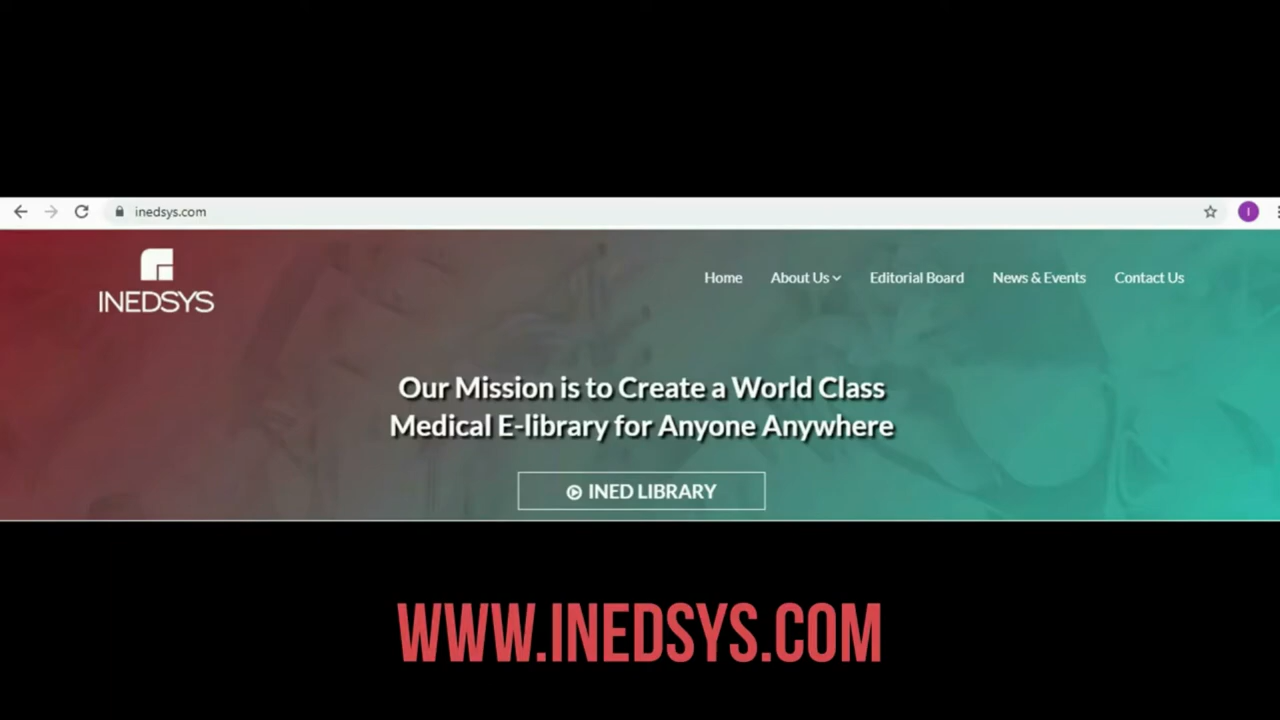 inedsys.com
I
INEDSYS
Home About Us Editorial Board News & Events Contact Us
Our Mission is to Create a World Class
Medical E-library for Anyone Anywhere
INED LIBRARY
WWW.INEDSYS.COM